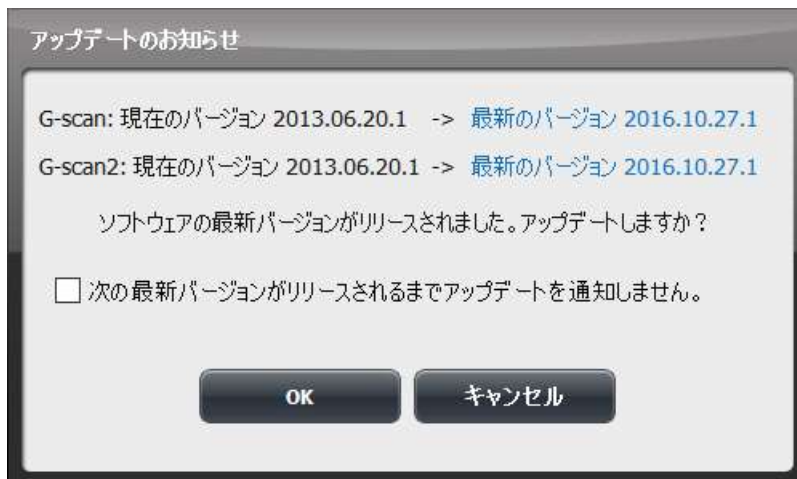 アップデートのお知らせ
G-scan: 現在のバージョン 2013.06.20.1 -> 最新のバージョン 2016.10.27.1
G-scan2: 現在のバージョン 2013.06.20.1 -> 最新のバージョン 2016.10.27.1
ソフトウェアの最新バージョンがリリースされました。アップデートしますか？
次の最新バージョンがリリースされるまでアップデートを通知しません。
OK キャンセル